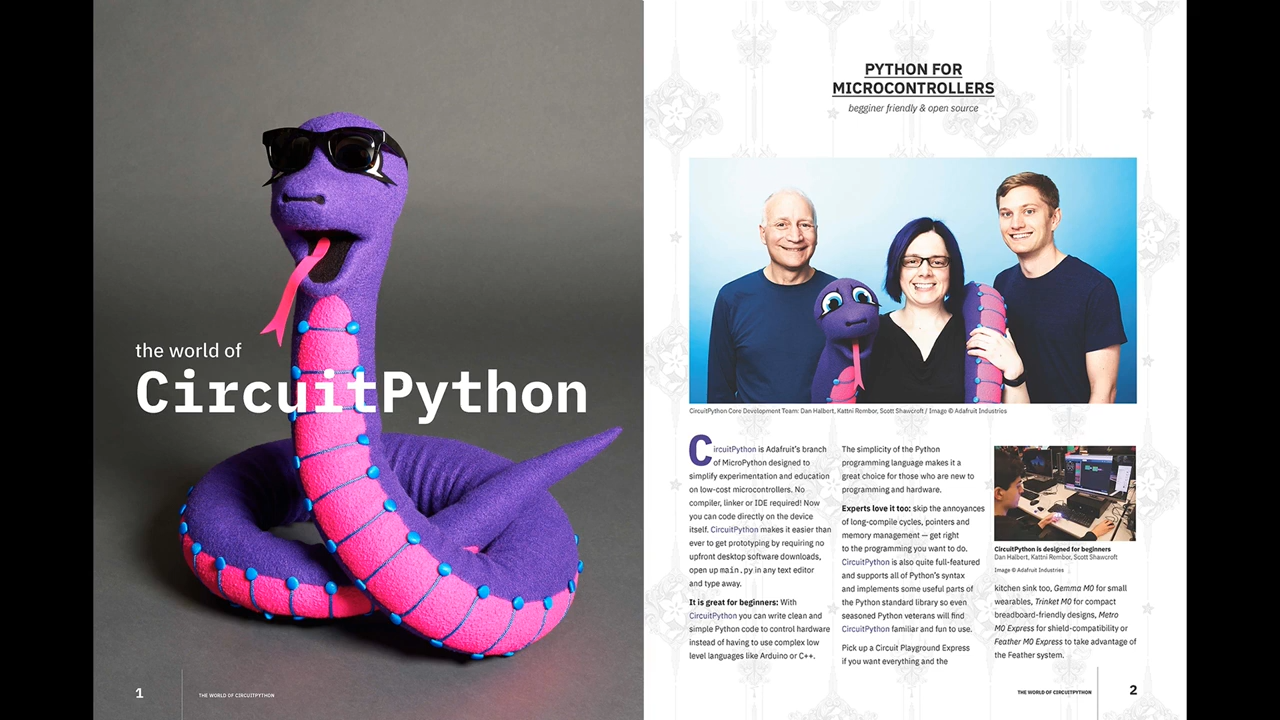 the world of
CircuitPython
1
THE WORLD OF CIRCUITPYTHON
PYTHON FOR
MICROCONTROLLERS
begginer friendly & open source
CircuitPython Core Development Team: Dan Halbert, Kattni Rembor, Scott Shawcroft / Image © Adafruit Industries
CircuitPython is Adafruit's branch
of MicroPython designed to
simplify experimentation and education
on low-cost microcontrollers. No
compiler, linker or IDE required! Now
you can code directly on the device
itself. CircuitPython makes it easier than
ever to get prototyping by requiring no
upfront desktop software downloads,
open up main.py in any text editor
and type away.
It is great for beginners: With
CircuitPython you can write clean and
simple Python code to control hardware
instead of having to use complex low
level languages like Arduino or C++.
The simplicity of the Python
programming language makes it a
great choice for those who are new to
programming and hardware.
Experts love it too: skip the annoyances
of long-compile cycles, pointers and
memory management — get right
to the programming you want to do.
CircuitPython is also quite full-featured
and supports all of Python's syntax
and implements some useful parts of
the Python standard library so even
seasoned Python veterans will find
CircuitPython familiar and fun to use.
Pick up a Circuit Playground Express
if you want everything and the
CircuitPython is designed for beginners
Dan Halbert, Kattni Rembor, Scott Shawcroft
Image © Adafruit Industries
kitchen sink too, Gemma M0 for small
wearables, Trinket M0 for compact
breadboard-friendly designs, Metro
M0 Express for shield-compatibility or
Feather M0 Express to take advantage of
the Feather system.
THE WORLD OF CIRCUITPYTHON
2